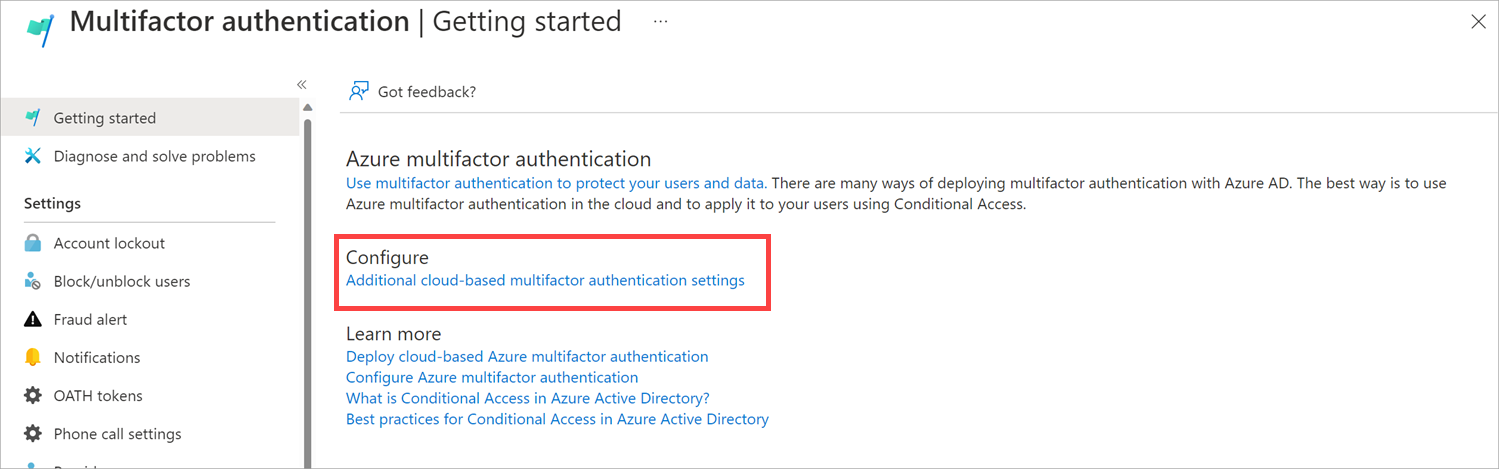 Multifactor authentication | Getting started ...
Got feedback?
Getting started
Diagnose and solve problems
Settings
Account lockout
Block/unblock users
Fraud alert
Notifications
OATH tokens
Phone call settings
Azure multifactor authentication
Use multifactor authentication to protect your users and data. There are many ways of deploying multifactor authentication with Azure AD. The best way is to use
Azure multifactor authentication in the cloud and to apply it to your users using Conditional Access.
Configure
Additional cloud-based multifactor authentication settings
Learn more
Deploy cloud-based Azure multifactor authentication
Configure Azure multifactor authentication
What is Conditional Access in Azure Active Directory?
Best practices for Conditional Access in Azure Active Directory